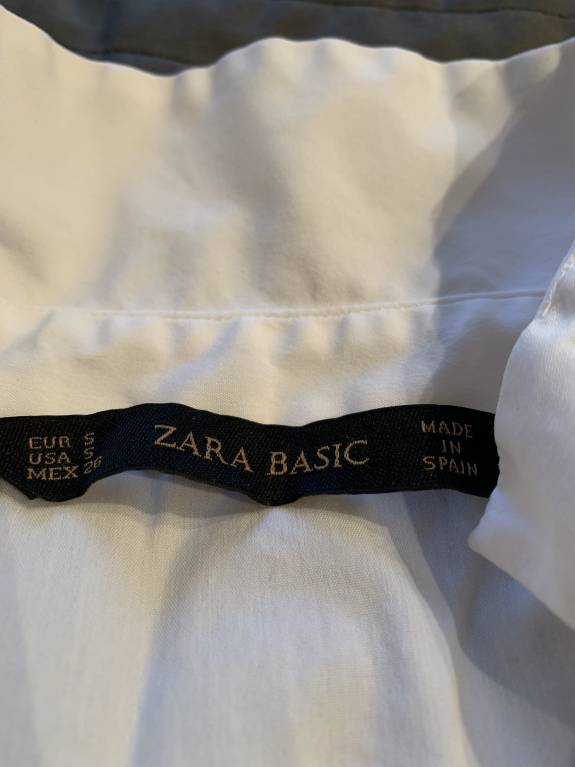 EUR S
USA S
MEX 26
ZARA BASIC
MADE
IN
SPAIN